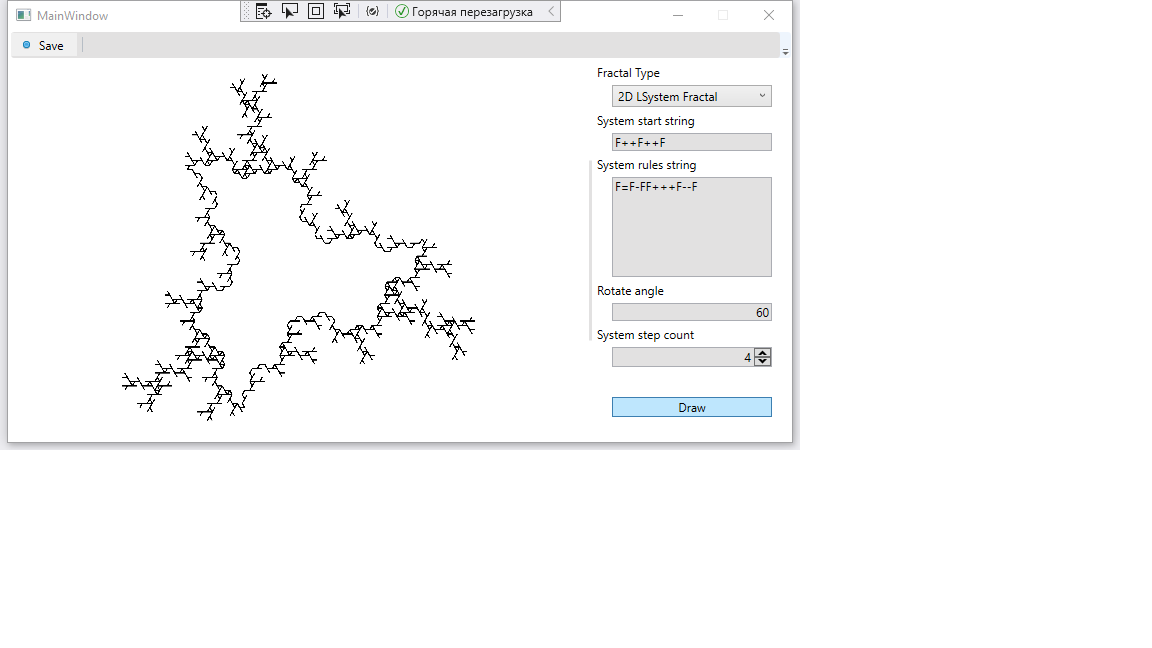 MainWindow
Горячая перезагрузка
Save
Fractal Type
2D LSystem Fractal
System start string
F++F++F
System rules string
F=F-FF+++F--F
Rotate angle
60
System step count
4
Draw